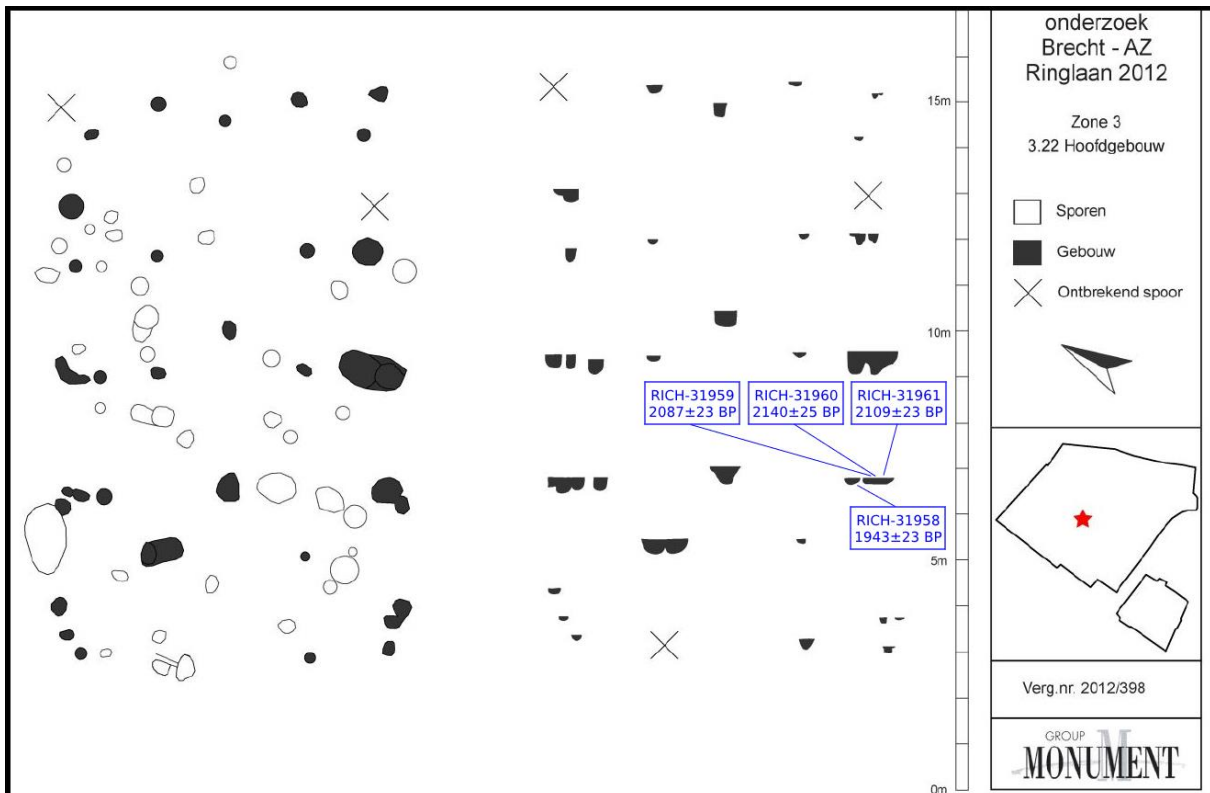 onderzoek
Brecht - AZ
Ringlaan 2012
Zone 3
3.22 Hoofdgebouw
Sporen
Gebouw
Ontbrekend spoor
15m
10m
5m
0m
RICH-31959
2087±23 BP
RICH-31960
2140±25 BP
RICH-31961
2109±23 BP
RICH-31958
1943±23 BP
Verg.nr. 2012/398
GROUP M
MONUMENT